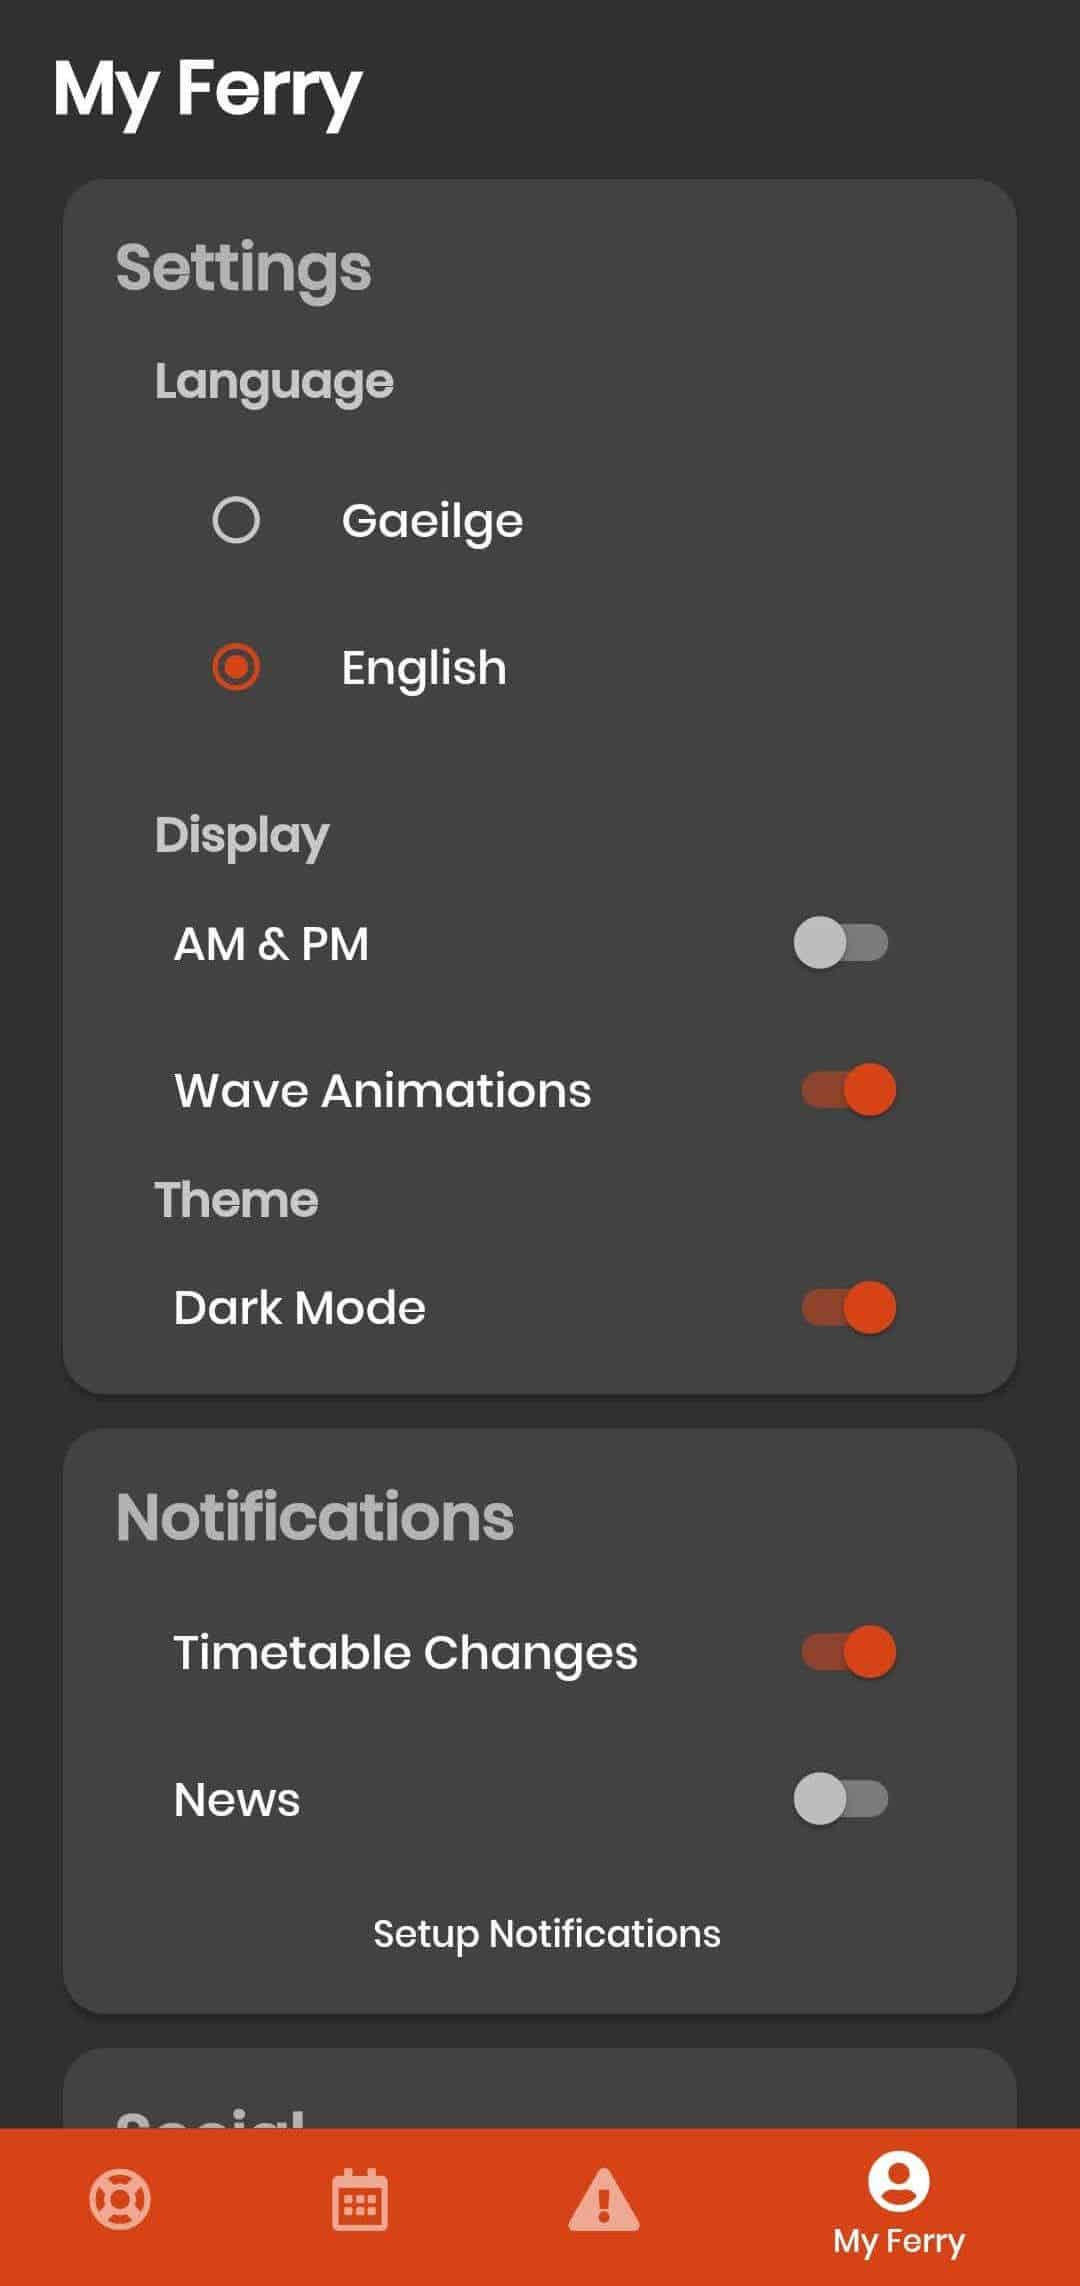 My Ferry
Settings
Language
Gaeilge
English
Display
AM & PM
Wave Animations
Theme
Dark Mode
Notifications
Timetable Changes
News
Setup Notifications
Social
My Ferry